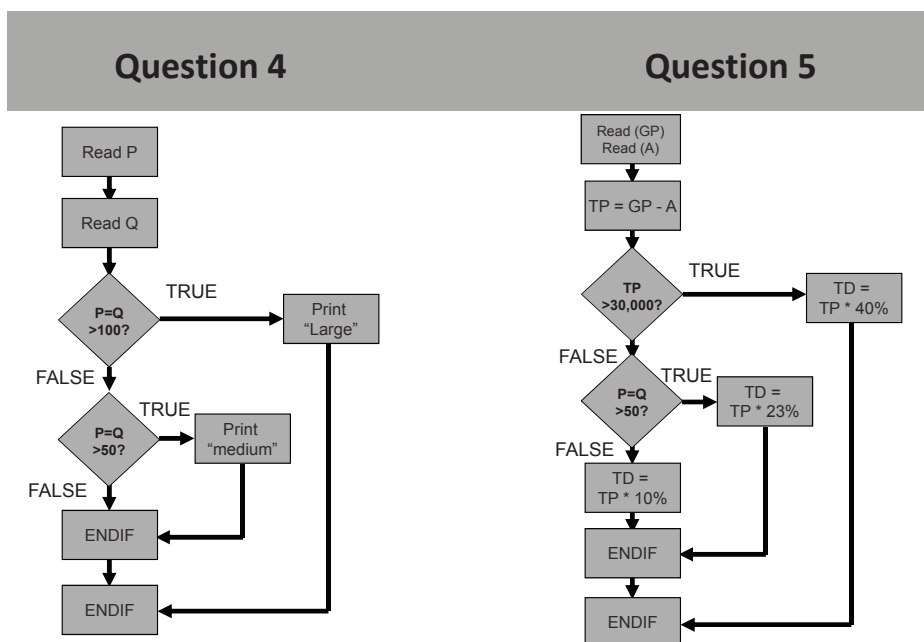 Question 4
Read P
Read Q
P=Q
>100?
TRUE
Print
“Large”
FALSE
P=Q
>50?
TRUE
Print
“medium”
FALSE
ENDIF
ENDIF
Question 5
Read (GP)
Read (A)
TP = GP - A
TP
>30,000?
TRUE
TD =
TP * 40%
FALSE
P=Q
>50?
TRUE
TD =
TP * 23%
FALSE
TD =
TP * 10%
ENDIF
ENDIF